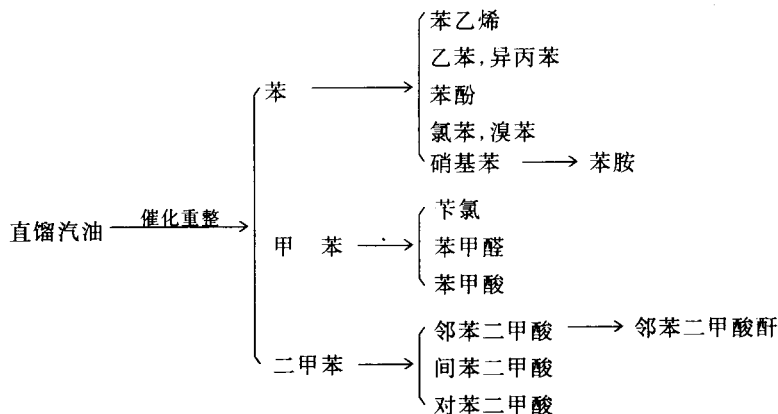 苯乙烯
乙苯,异丙苯
苯
苯酚
氯苯,溴苯
硝基苯
苯胺
直馏汽油
催化重整
苄氯
甲 苯
苯甲醛
苯甲酸
邻苯二甲酸
邻苯二甲酸酐
二甲苯
间苯二甲酸
对苯二甲酸